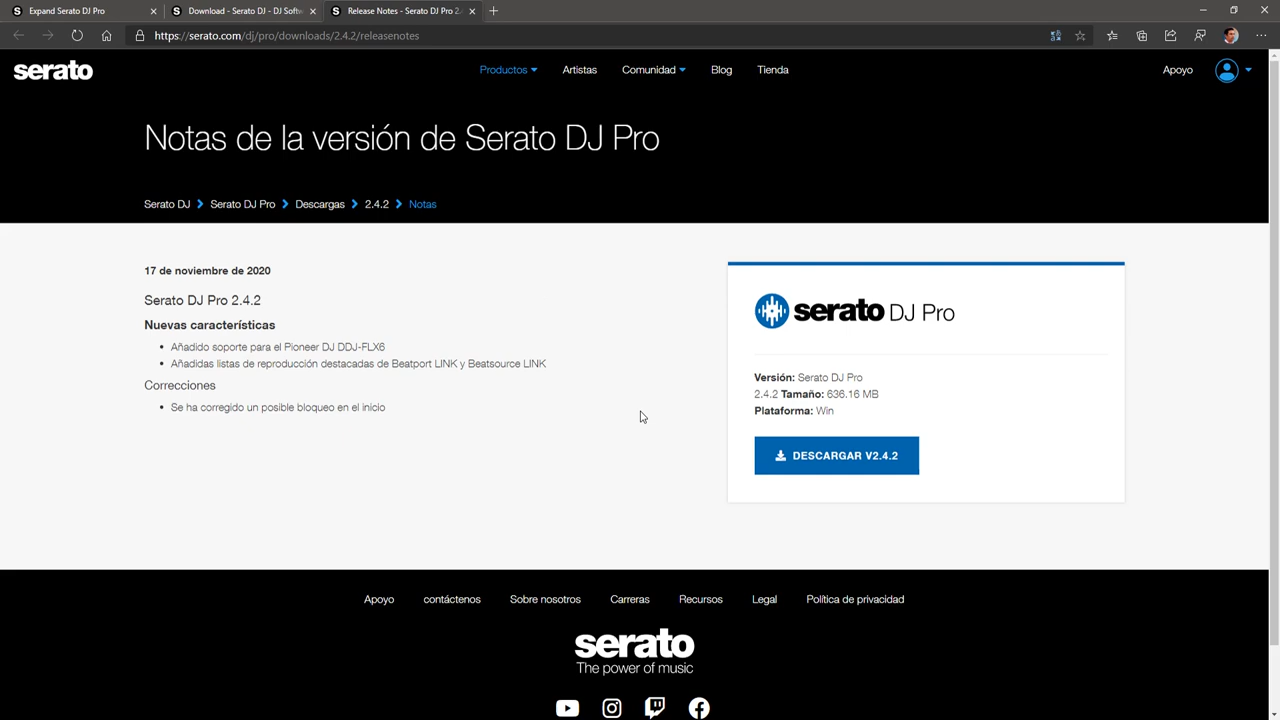 Expand Serato DJ Pro
Download - Serato DJ - DJ Softw
Release Notes - Serato DJ Pro 2.
https://serato.com/dj/pro/downloads/2.4.2/releasenotes
serato
Productos
Artistas
Comunidad
Blog
Tienda
Apoyo
Notas de la versión de Serato DJ Pro
Serato DJ
Serato DJ Pro
Descargas
2.4.2
Notas
17 de noviembre de 2020
Serato DJ Pro 2.4.2
Nuevas características
• Añadido soporte para el Pioneer DJ DDJ-FLX6
• Añadidas listas de reproducción destacadas de Beatport LINK y Beatsource LINK
Correcciones
• Se ha corregido un posible bloqueo en el inicio
serato DJ Pro
Versión: Serato DJ Pro
2.4.2 Tamaño: 636.16 MB
Plataforma: Win
DESCARGAR V2.4.2
Apoyo
contáctenos
Sobre nosotros
Carreras
Recursos
Legal
Política de privacidad
serato
The power of music